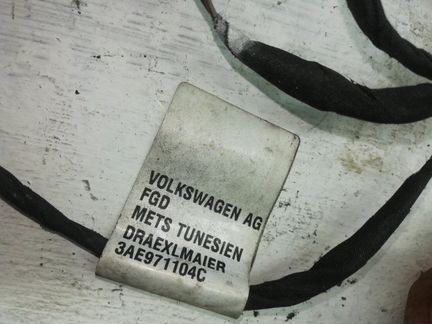 VOLKSWAGEN AG
FGD
METS TUNESIEN
DRAEXLMAIER
3AE971104C